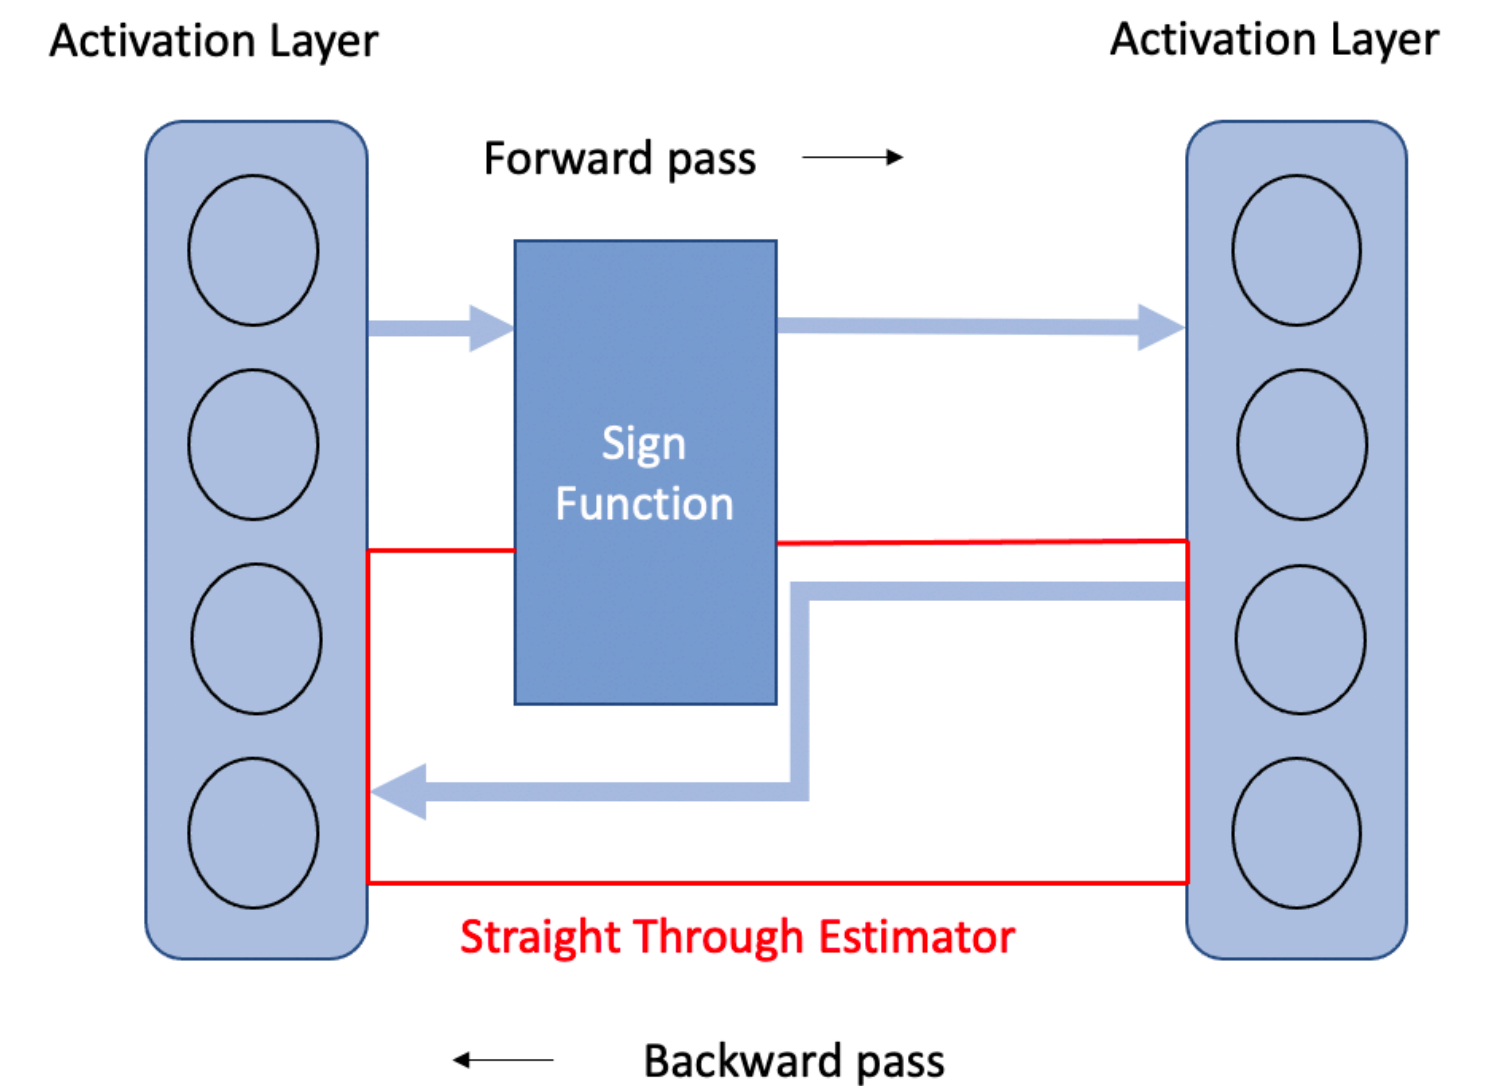 Activation Layer
Activation Layer
Forward pass
Sign
Function
Straight Through Estimator
Backward pass